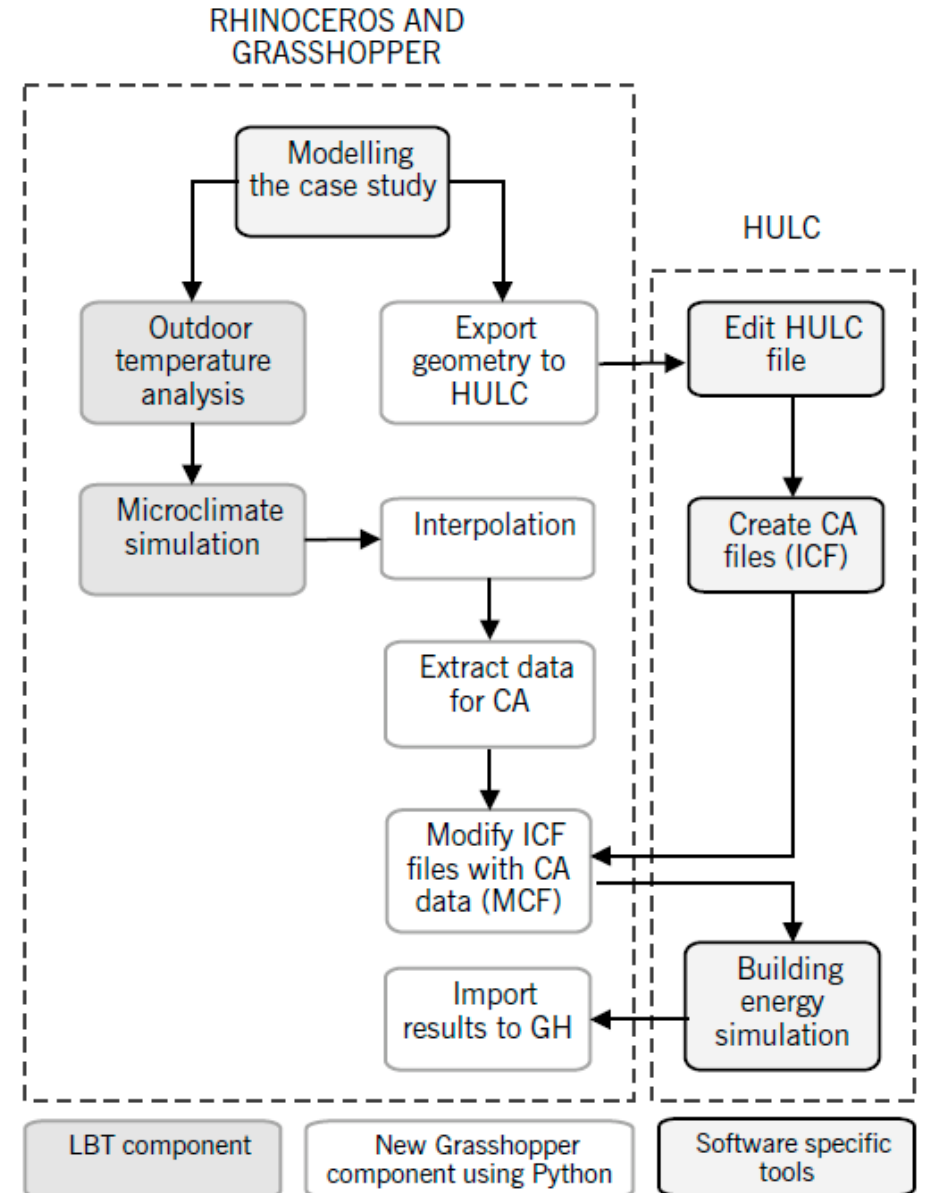 RHINOCEROS AND
GRASSHOPPER
Modelling
the case study
HULC
Outdoor
temperature
analysis
Export
geometry to
HULC
Edit HULC
file
Microclimate
simulation
Interpolation
Create CA
files (ICF)
Extract data
for CA
Modify ICF
files with CA
data (MCF)
Building
energy
simulation
Import
results to GH
LBT component
New Grasshopper
component using Python
Software specific
tools